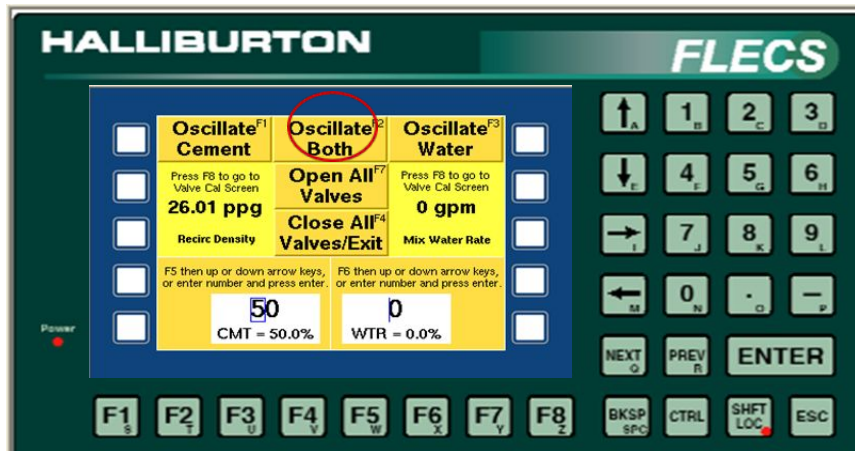 HALLIBURTON
FLECS
Oscillate F1 Oscillate F2 Oscillate F3
Cement Both Water
Press F8 to go to Open All F7 Press F8 to go to
Valve Cal Screen Valves Valve Cal Screen
26.01 ppg Close All F4 0 gpm
Recirc Density Valves/Exit Mix Water Rate
F5 then up or down arrow keys, F6 then up or down arrow keys,
or enter number and press enter. or enter number and press enter.
50 0
CMT = 50.0% WTR = 0.0%
Power
A 1 B 2 C 3 D
E 4 F 5 G 6 H
I 7 J 8 K 9 L
M 0 N . O - P
NEXT Q PREV R ENTER
F1 S F2 T F3 U F4 V F5 W F6 X F7 Y F8 Z BKSP SPC CTRL SHFT LOC ESC